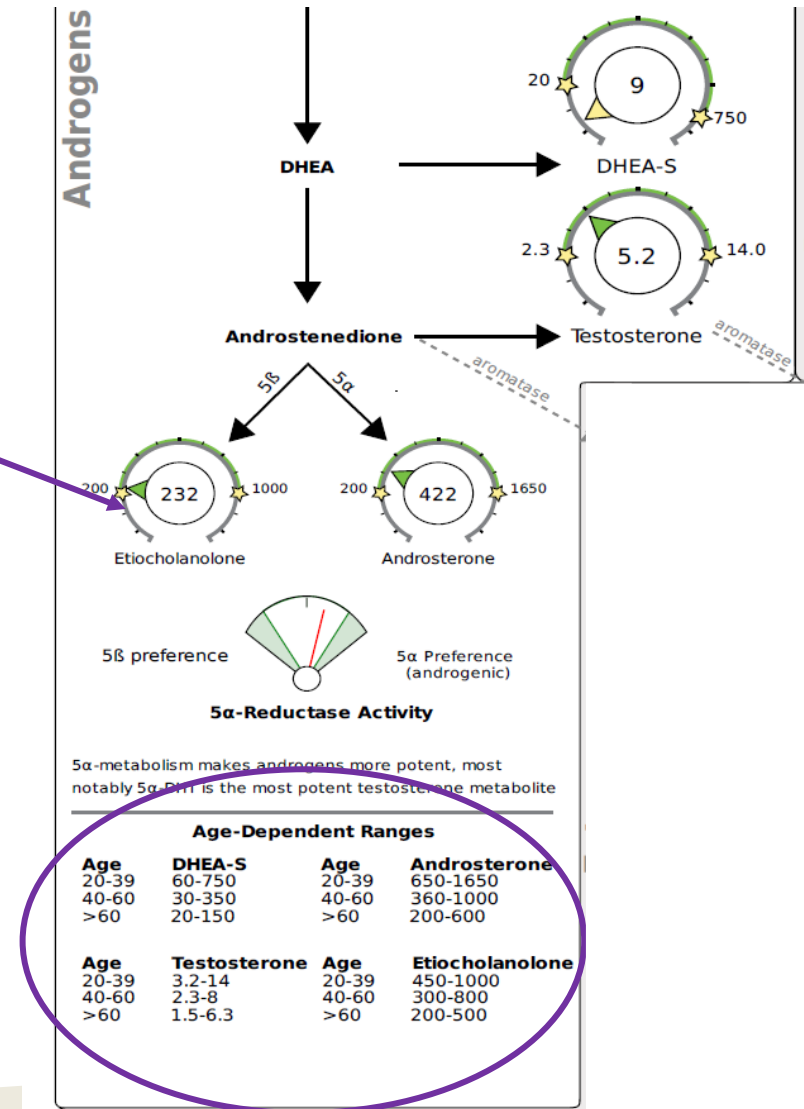 Androgens
9
20
750
DHEA
DHEA-S
5.2
2.3
14.0
Androstenedione
Testosterone
aromatase
aromatase
5ß
5α
200
232
1000
200
422
1650
Etiocholanolone
Androsterone
5ß preference
5α Preference
(androgenic)
5α-Reductase Activity
5α-metabolism makes androgens more potent, most
notably 5α-DHT is the most potent testosterone metabolite
Age-Dependent Ranges
Age DHEA-S Age Androsterone
20-39 60-750 20-39 650-1650
40-60 30-350 40-60 360-1000
>60 20-150 >60 200-600
Age Testosterone Age Etiocholanolone
20-39 3.2-14 20-39 450-1000
40-60 2.3-8 40-60 300-800
>60 1.5-6.3 >60 200-500